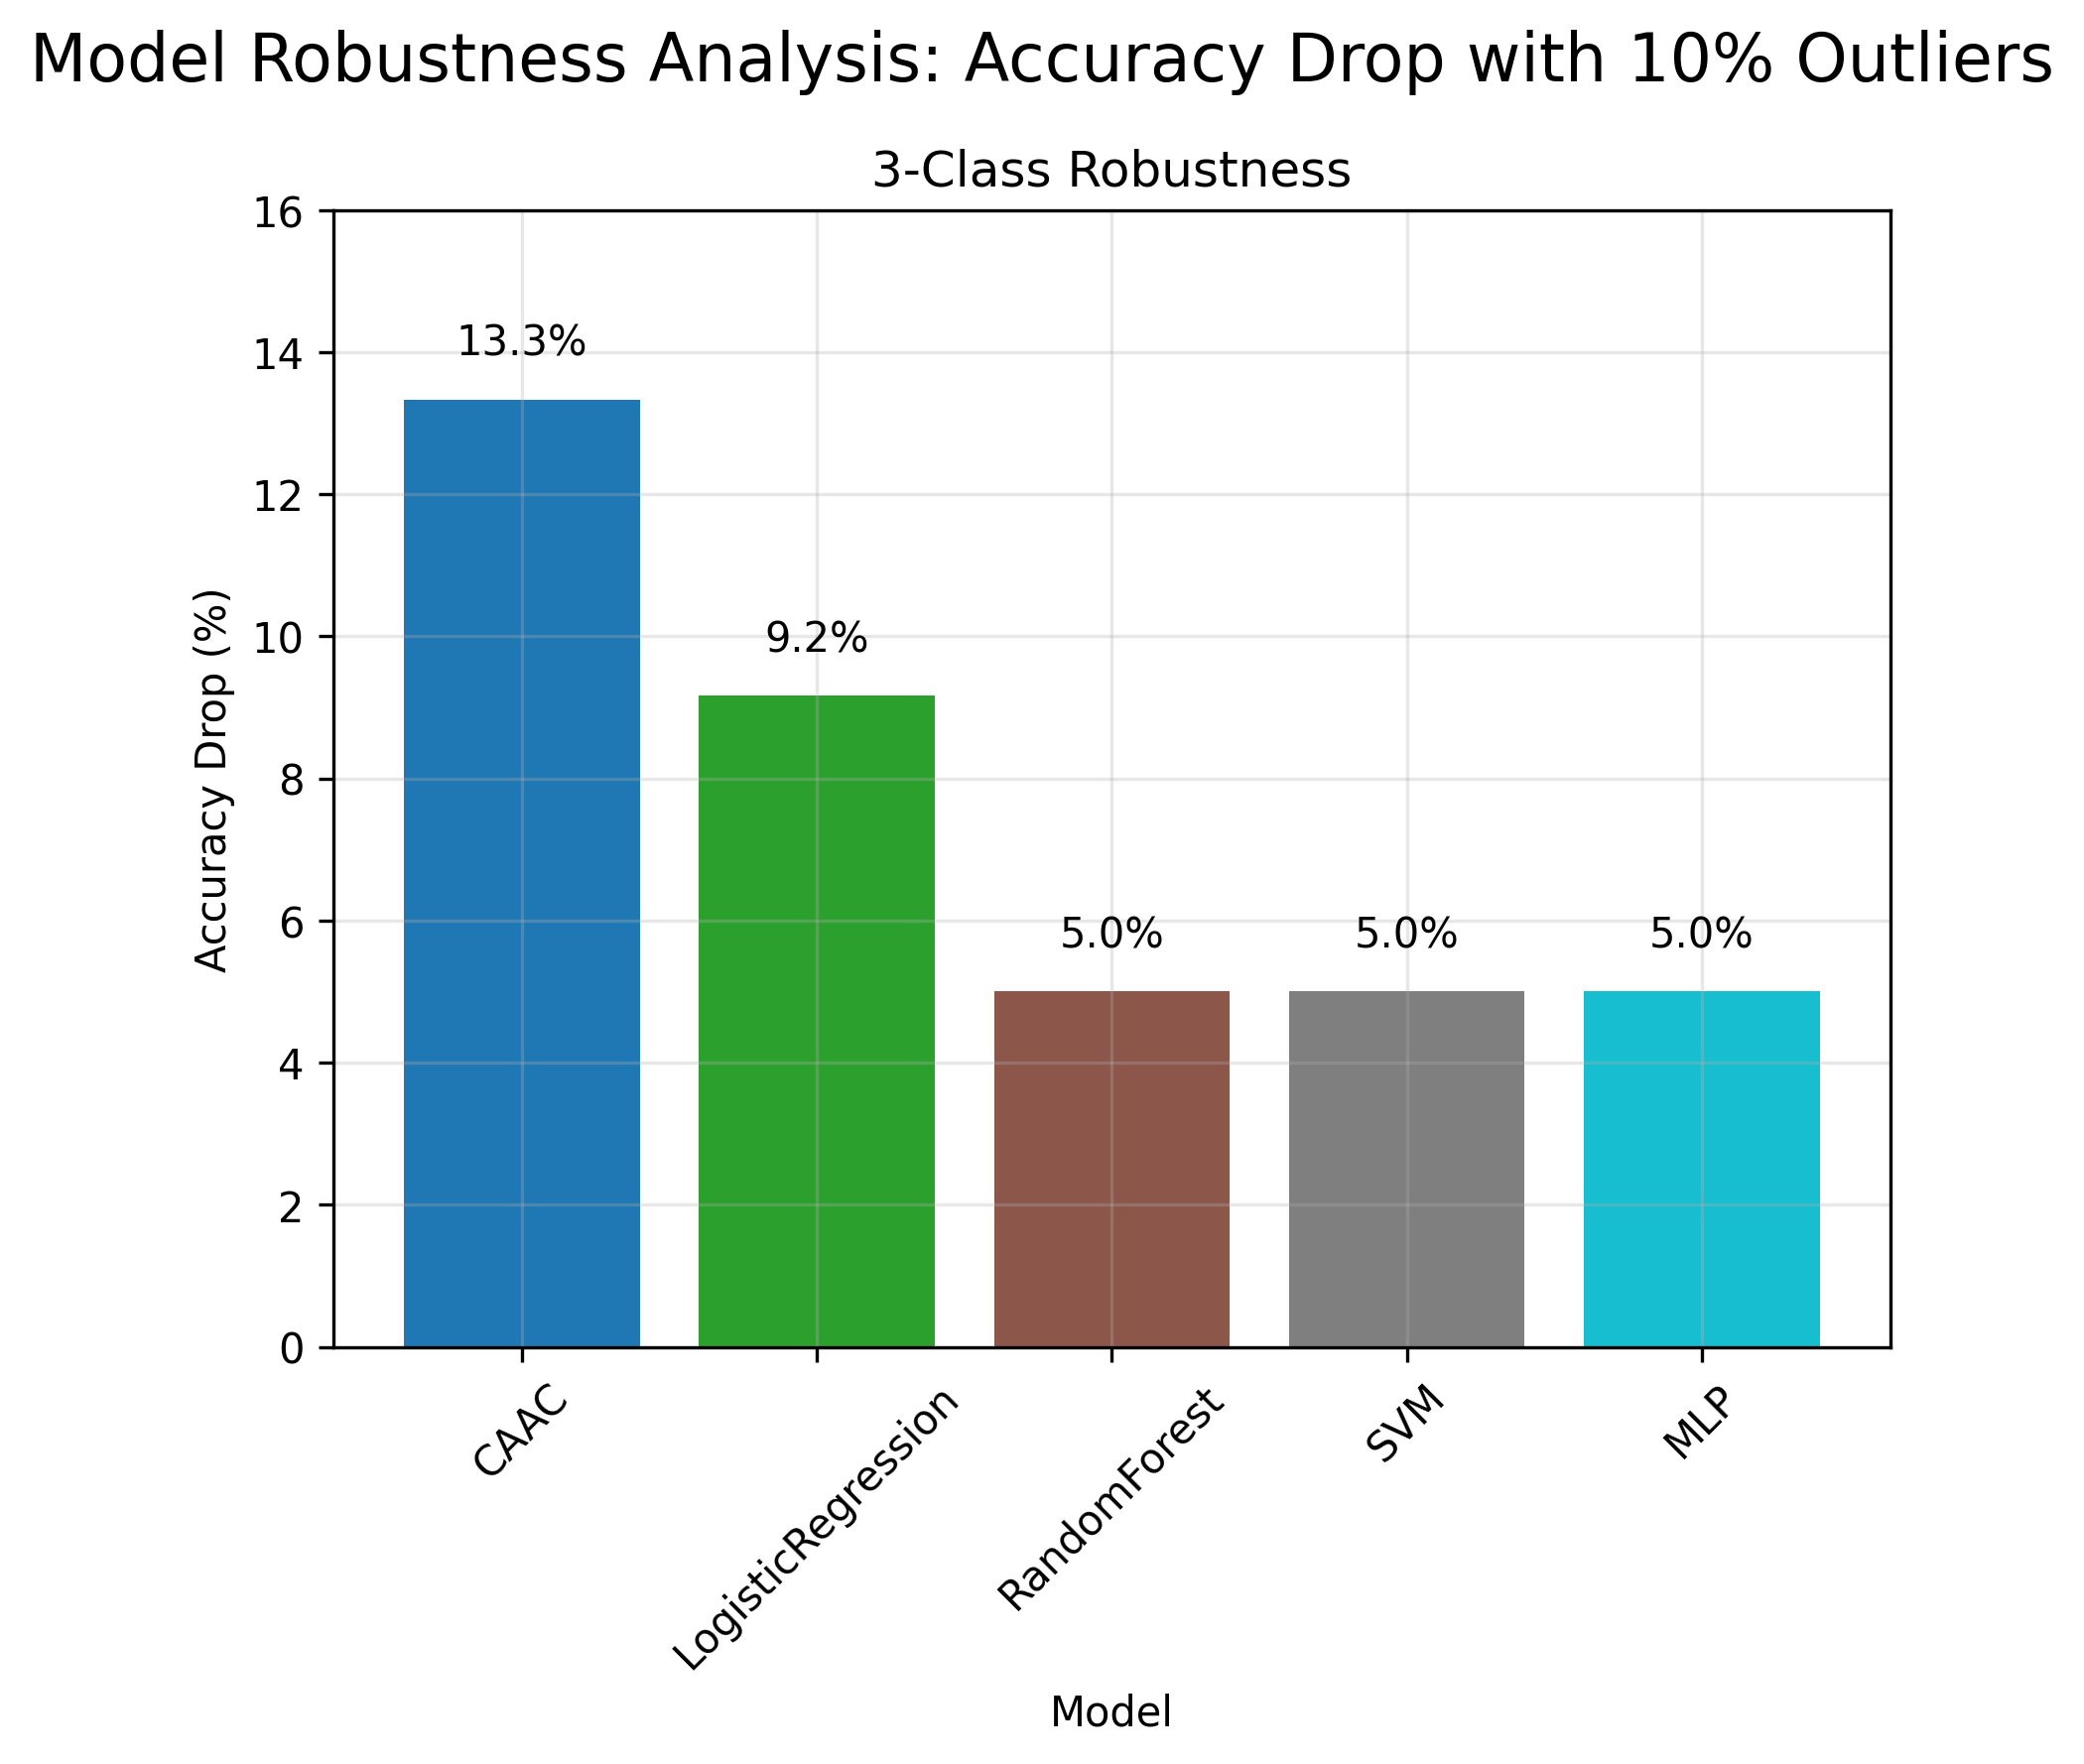 Model Robustness Analysis: Accuracy Drop with 10% Outliers
3-Class Robustness
16
14
12
10
8
6
4
2
0
Accuracy Drop (%)
13.3%
9.2%
5.0%
5.0%
5.0%
CAAC
LogisticRegression
RandomForest
SVM
MLP
Model